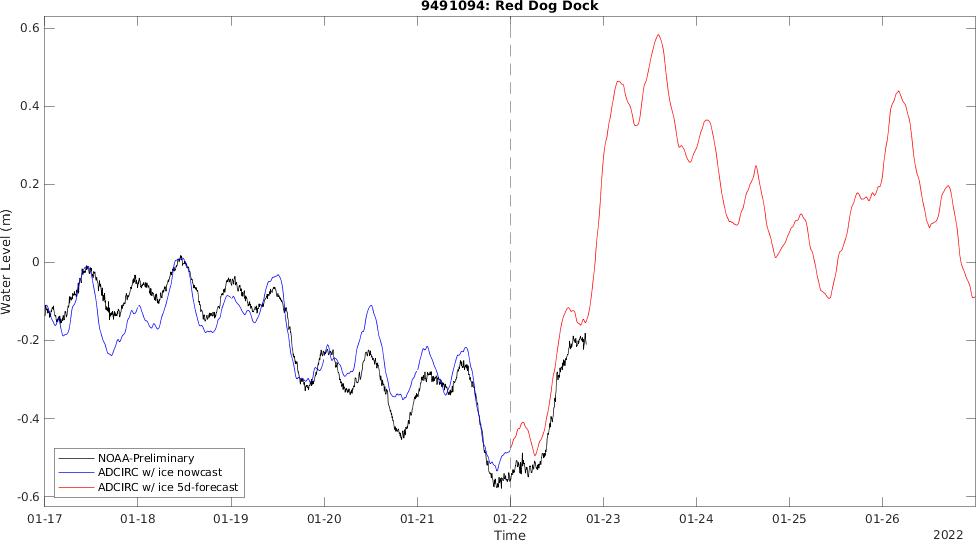 9491094: Red Dog Dock
0.6
0.4
0.2
0
-0.2
-0.4
-0.6
Water Level (m)
NOAA-Preliminary
ADCIRC w/ ice nowcast
ADCIRC w/ ice 5d-forecast
01-17 01-18 01-19 01-20 01-21 01-22 01-23 01-24 01-25 01-26
Time
2022